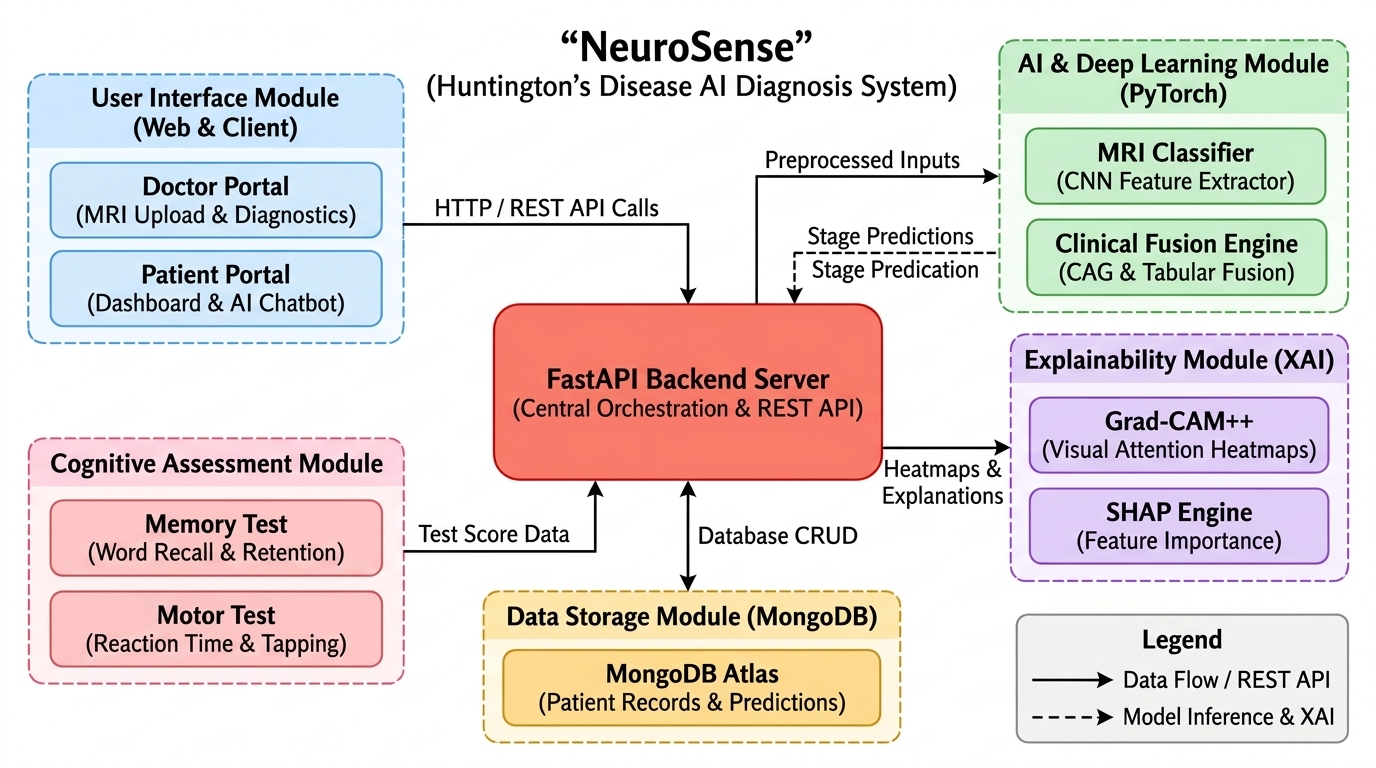 “NeuroSense”
(Huntington’s Disease AI Diagnosis System)
User Interface Module
(Web & Client)
Doctor Portal
(MRI Upload & Diagnostics)
Patient Portal
(Dashboard & AI Chatbot)
HTTP / REST API Calls
Preprocessed Inputs
Stage Predictions
Stage Predication
AI & Deep Learning Module
(PyTorch)
MRI Classifier
(CNN Feature Extractor)
Clinical Fusion Engine
(CAG & Tabular Fusion)
FastAPI Backend Server
(Central Orchestration & REST API)
Explainability Module (XAI)
Grad-CAM++
(Visual Attention Heatmaps)
SHAP Engine
(Feature Importance)
Heatmaps &
Explanations
Cognitive Assessment Module
Memory Test
(Word Recall & Retention)
Motor Test
(Reaction Time & Tapping)
Test Score Data
Database CRUD
Data Storage Module (MongoDB)
MongoDB Atlas
(Patient Records & Predictions)
Legend
Data Flow / REST API
Model Inference & XAI